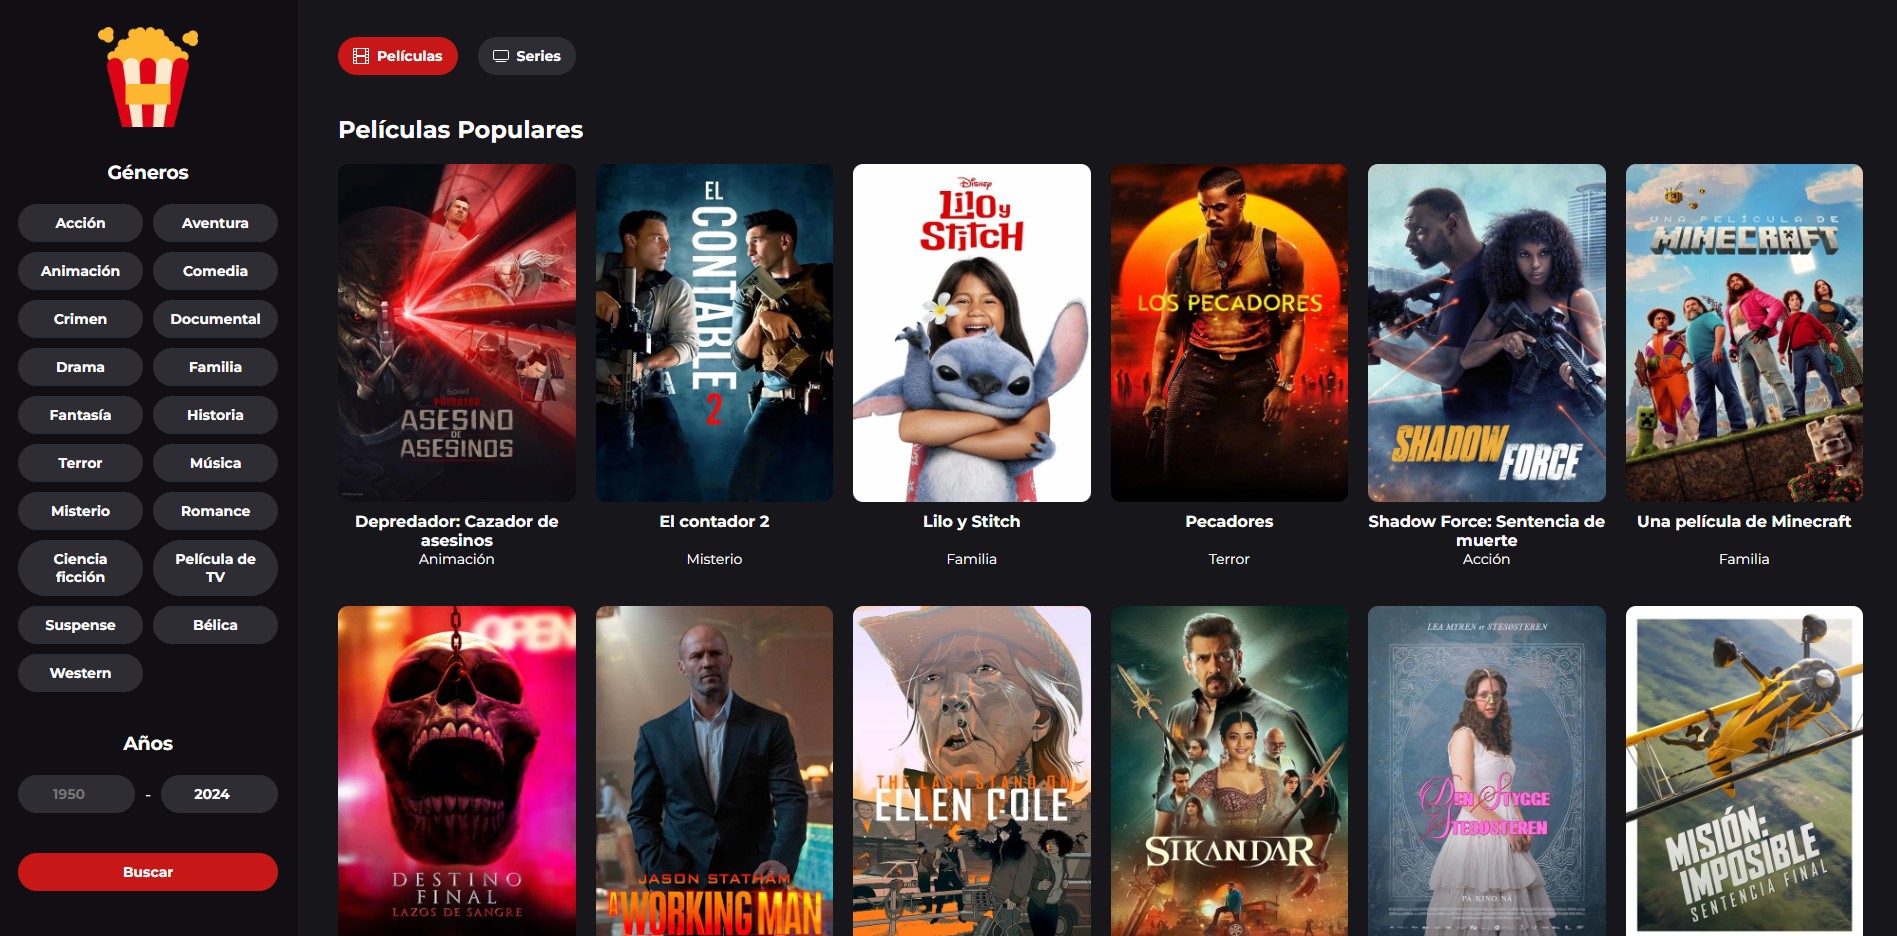 Películas
Series
Géneros
Acción
Aventura
Animación
Comedia
Crimen
Documental
Drama
Familia
Fantasía
Historia
Terror
Música
Misterio
Romance
Ciencia
ficción
Película de
TV
Suspense
Bélica
Western
Años
1950
-
2024
Buscar
Películas Populares
PREDATOR
ASESINO
DE
ASESINOS
Depredador: Cazador de
asesinos
Animación
EL
CONTABLE
2
El contador 2
Misterio
Disney
Lilo y
Stitch
Lilo y Stitch
Familia
LOS PECADORES
Pecadores
Terror
SHADOW
FORCE
Shadow Force: Sentencia de
muerte
Acción
UNA PELÍCULA DE
MINECRAFT
Una película de Minecraft
Familia
OPEN
DESTINO
FINAL
LAZOS DE SANGRE
JASON STATHAM
A WORKING MAN
THE LAST STAND OF
ELLEN COLE
SIKANDAR
LEA MYREN er STESØSTEREN
DEN STYGGE
STESØSTEREN
PÅ KINO NÅ
MISIÓN:
IMPOSIBLE
SENTENCIA FINAL